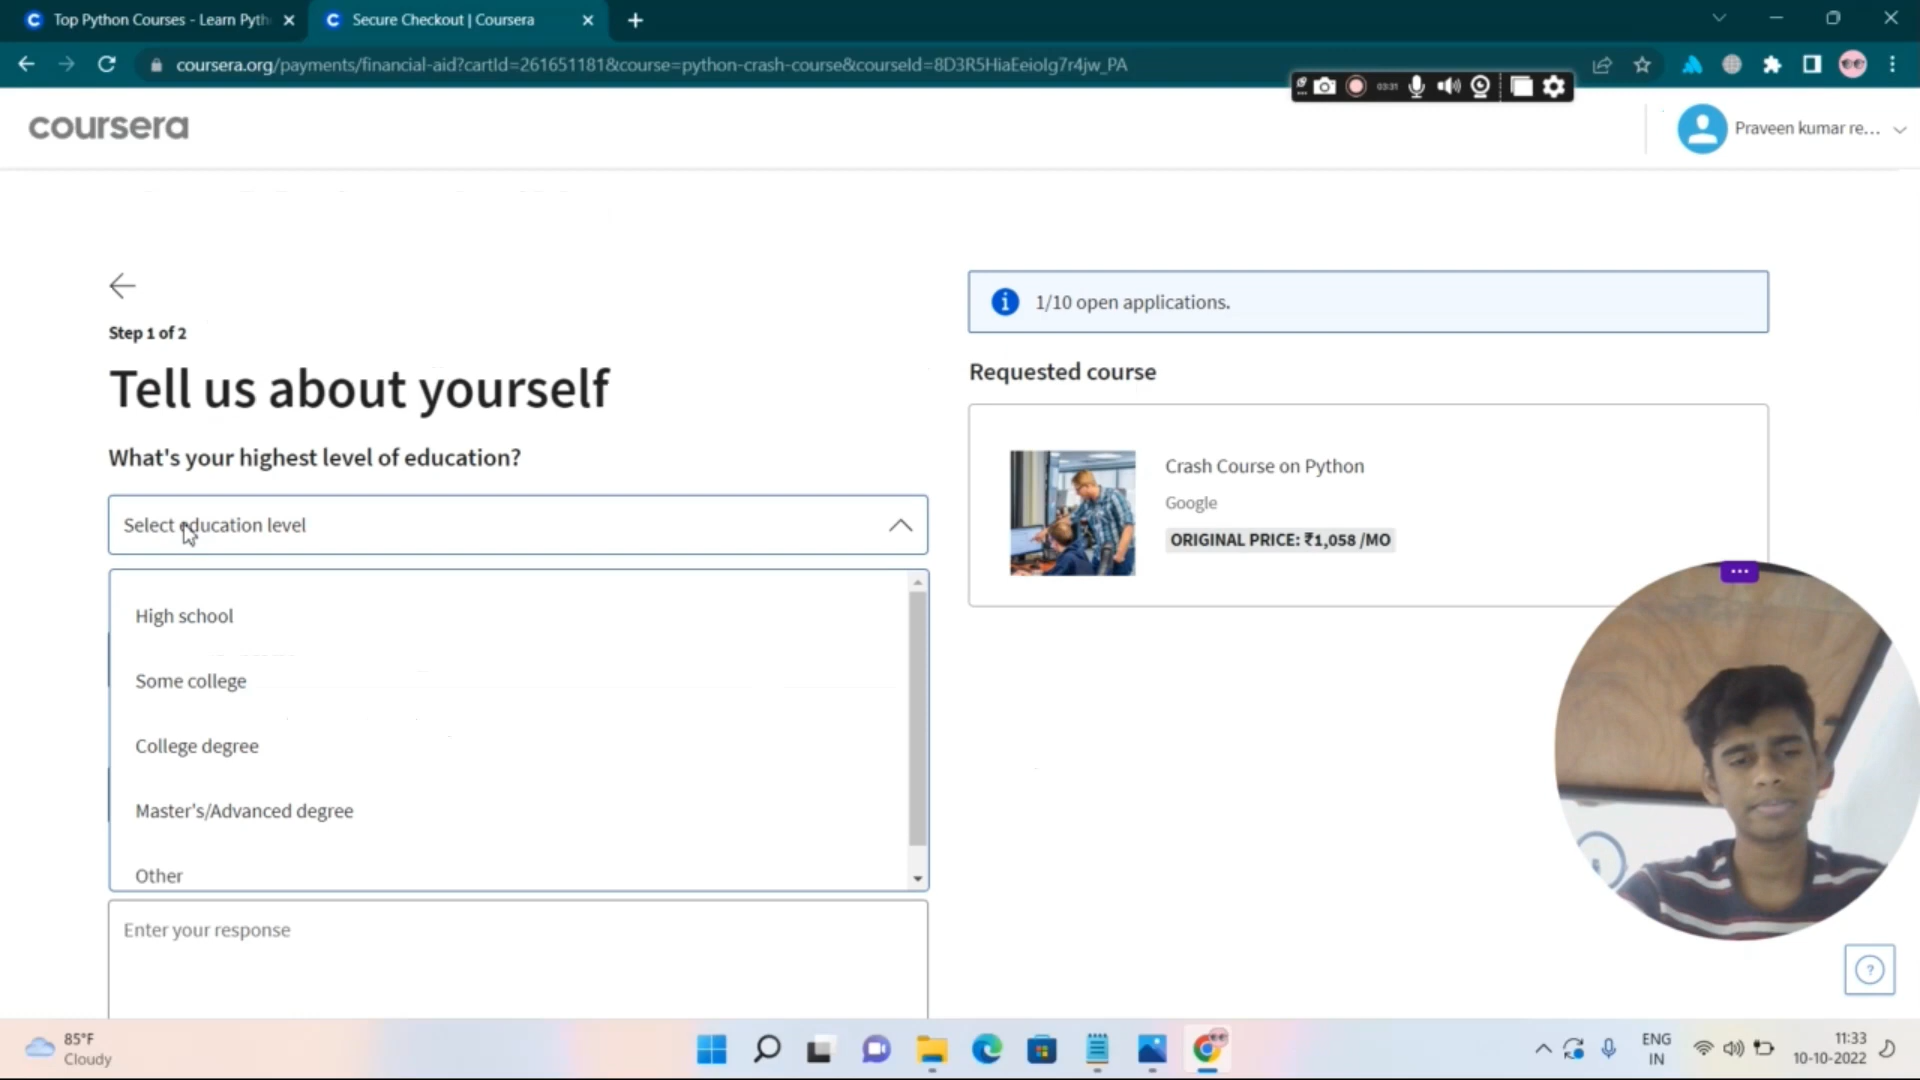 Top Python Courses - Learn Pyth
Secure Checkout | Coursera
coursera.org/payments/financial-aid?cartId=261651181&course=python-crash-course&courseId=8D3R5HiaEeiolg7r4jw_PA
03:31
coursera
Praveen kumar re...
Step 1 of 2
Tell us about yourself
What's your highest level of education?
Select education level
High school
Some college
College degree
Master's/Advanced degree
Other
Enter your response
1/10 open applications.
Requested course
Crash Course on Python
Google
ORIGINAL PRICE: ₹1,058 /MO
85°F
Cloudy
ENG
IN
11:33
10-10-2022